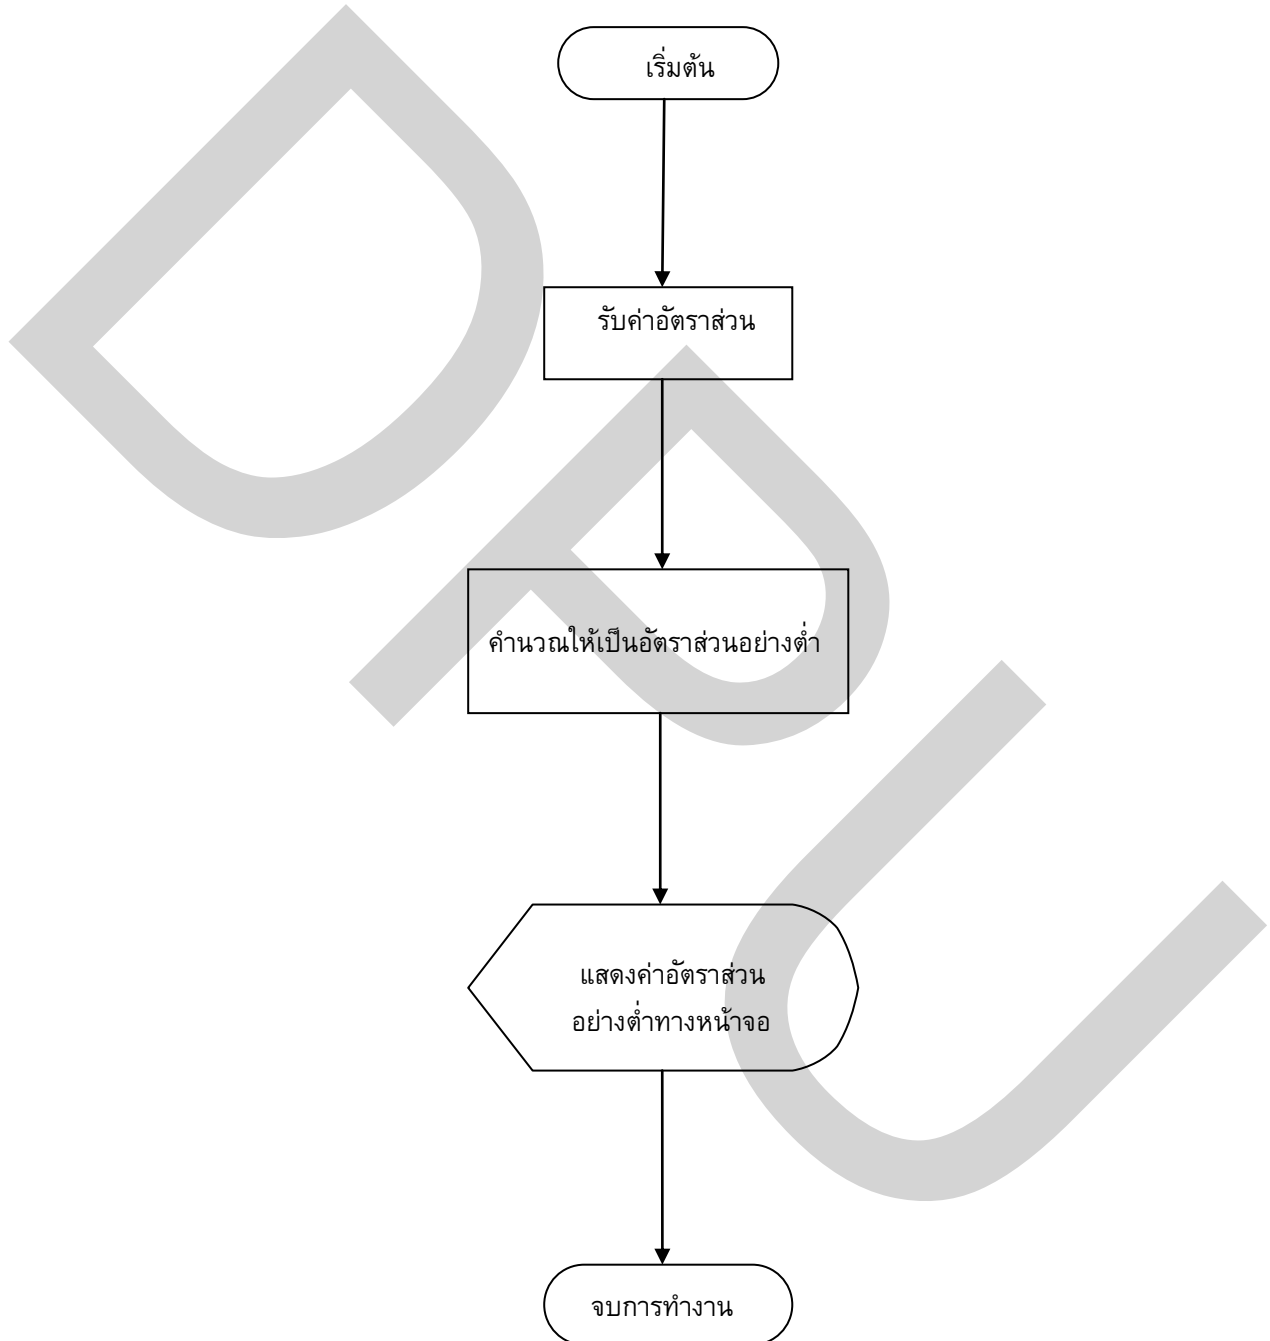 เริ่มต้น
รับค่าอัตราส่วน
คำนวณให้เป็นอัตราส่วนอย่างต่ำ
แสดงค่าอัตราส่วน
อย่างต่ำทางหน้าจอ
จบการทำงาน
DPU